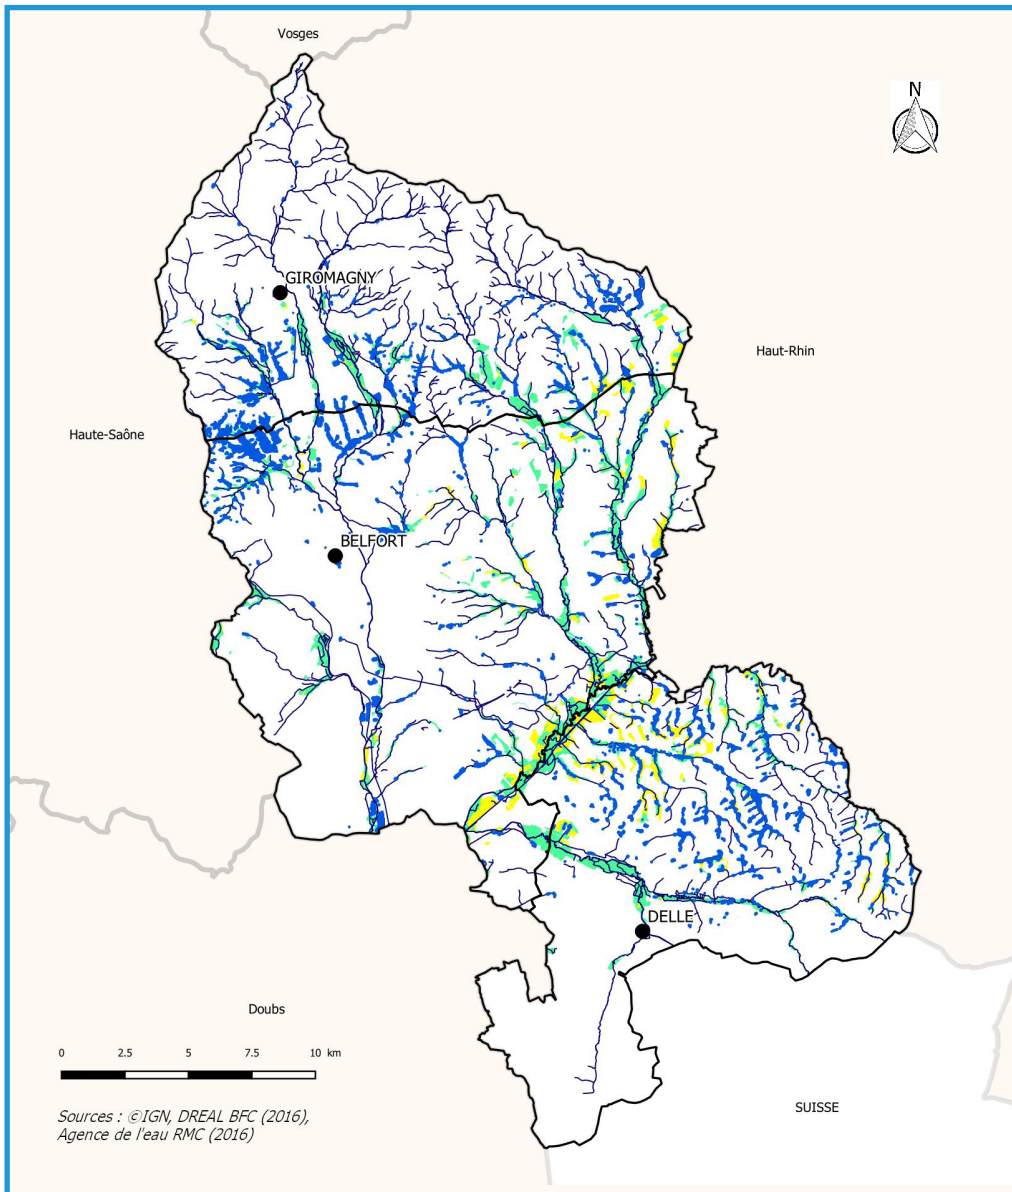 Vosges
N
GIROMAGNY
Haut-Rhin
Haute-Saône
BELFORT
DELLE
Doubs
0 2.5 5 7.5 10 km
SUISSE
Sources : ©IGN, DREAL BFC (2016),
Agence de l'eau RMC (2016)